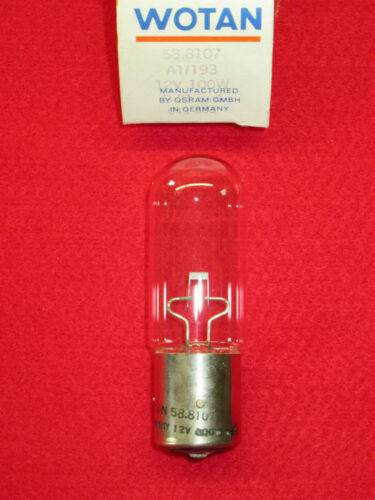 WOTAN
58.8107
A1/193
12V 100W
MANUFACTURED
BY OSRAM GMBH
IN GERMANY
58.8107
12V